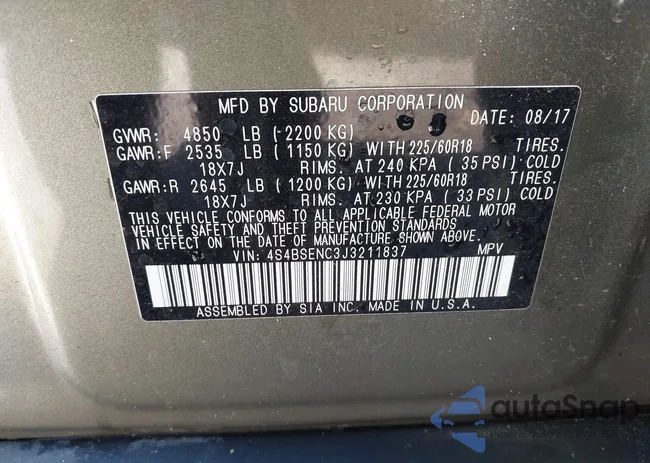 MFD BY SUBARU CORPORATION
DATE: 08/17
GVWR: 4850 LB (2200 KG)
GAWR:F 2535 LB (1150 KG) WITH 225/60R18 TIRES.
18X7J RIMS. AT 240 KPA (35 PSI) COLD
GAWR:R 2645 LB (1200 KG) WITH 225/60R18 TIRES.
18X7J RIMS. AT 230 KPA (33 PSI) COLD
THIS VEHICLE CONFORMS TO ALL APPLICABLE FEDERAL MOTOR
VEHICLE SAFETY AND THEFT PREVENTION STANDARDS
IN EFFECT ON THE DATE OF MANUFACTURE SHOWN ABOVE.
VIN: 4S4BSENC3J3211837 MPV
ASSEMBLED BY SIA INC. MADE IN U.S.A.
autoSnap